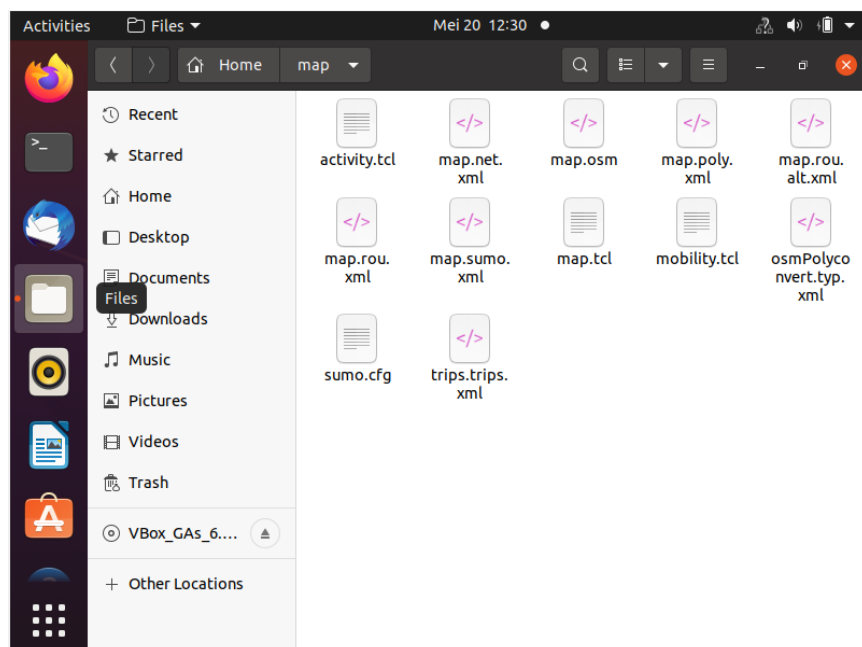 Activities
Files
Mei 20 12:30
Home
map
Recent
Starred
Home
Desktop
Documents
Files
Downloads
Music
Pictures
Videos
Trash
VBox_GAs_6....
Other Locations
activity.tcl
map.net.
xml
map.osm
map.poly.
xml
map.rou.
alt.xml
map.rou.
xml
map.sumo.
xml
map.tcl
mobility.tcl
osmPolyco
nvert.typ.
xml
sumo.cfg
trips.trips.
xml